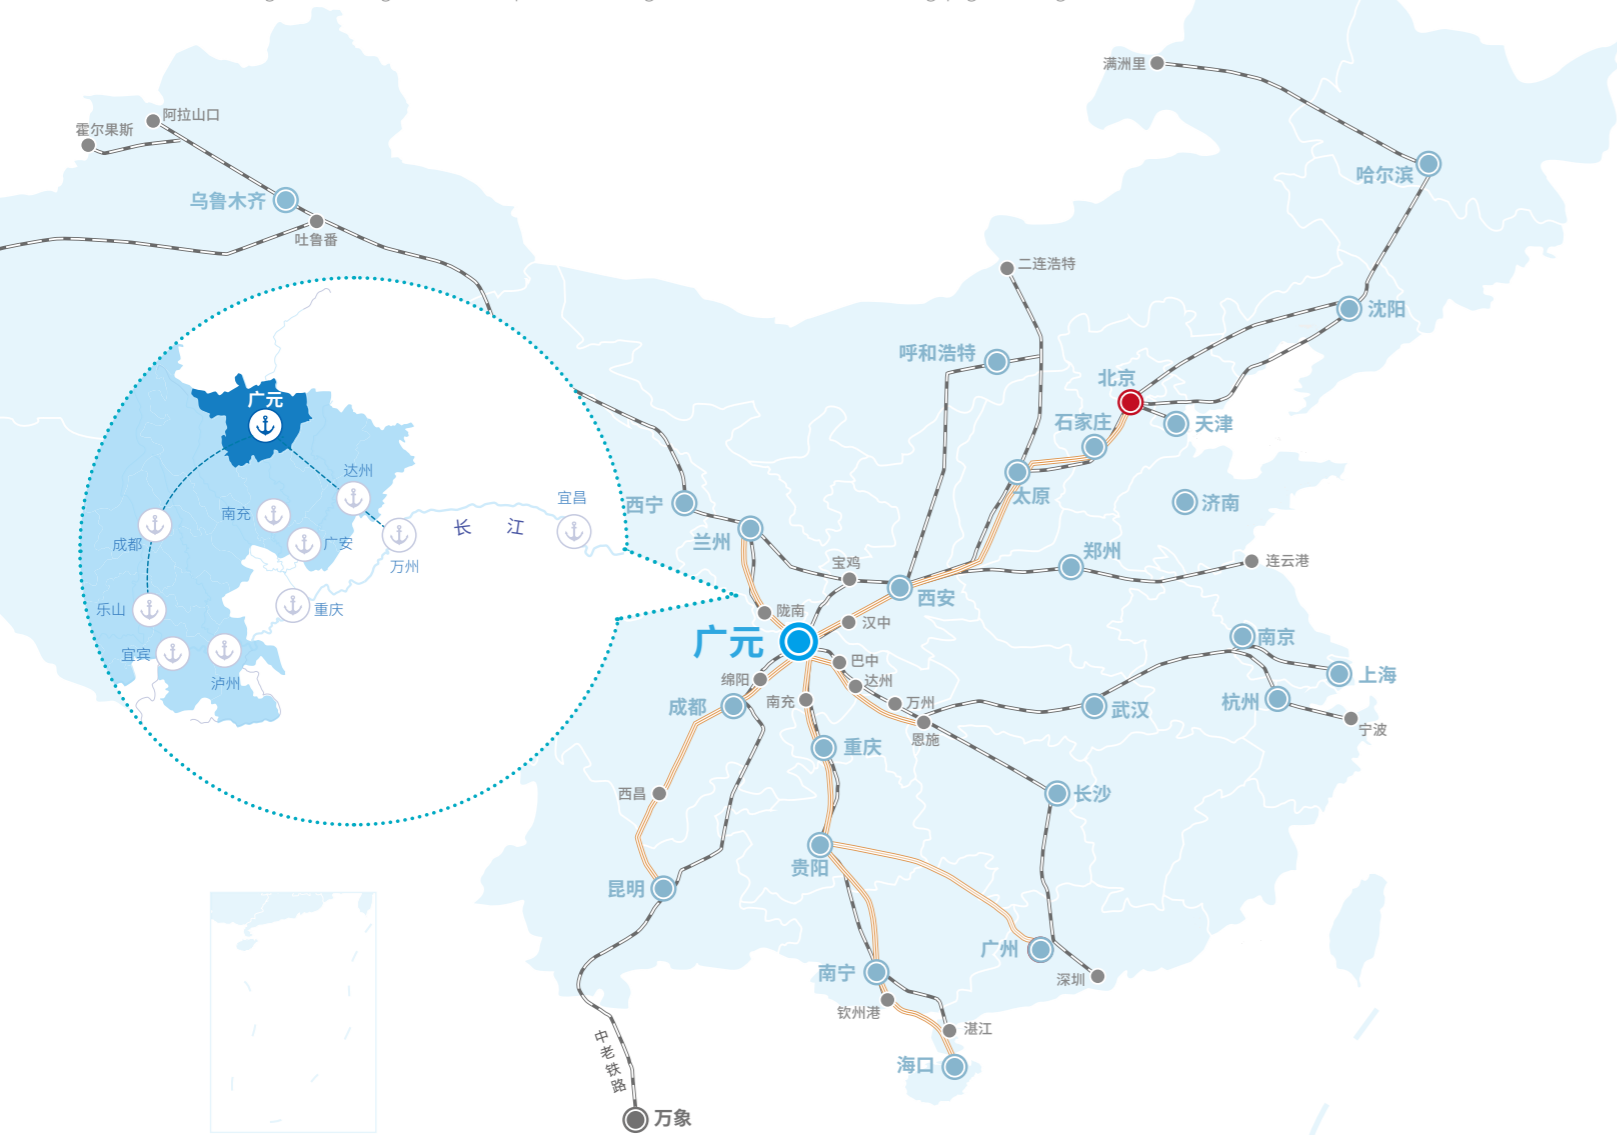 满洲里
阿拉山口
霍尔果斯
哈尔滨
乌鲁木齐
吐鲁番
二连浩特
沈阳
呼和浩特
北京
广元
石家庄
天津
达州
宜昌
西宁
太原
济南
南充
长江
成都
广安
兰州
郑州
万州
宝鸡
连云港
西安
乐山
重庆
陇南
汉中
南京
广元
宜宾
巴中
上海
泸州
绵阳
达州
成都
南充
万州
杭州
武汉
宁波
恩施
重庆
西昌
长沙
贵阳
昆明
广州
南宁
深圳
钦州港
湛江
中老铁路
海口
万象